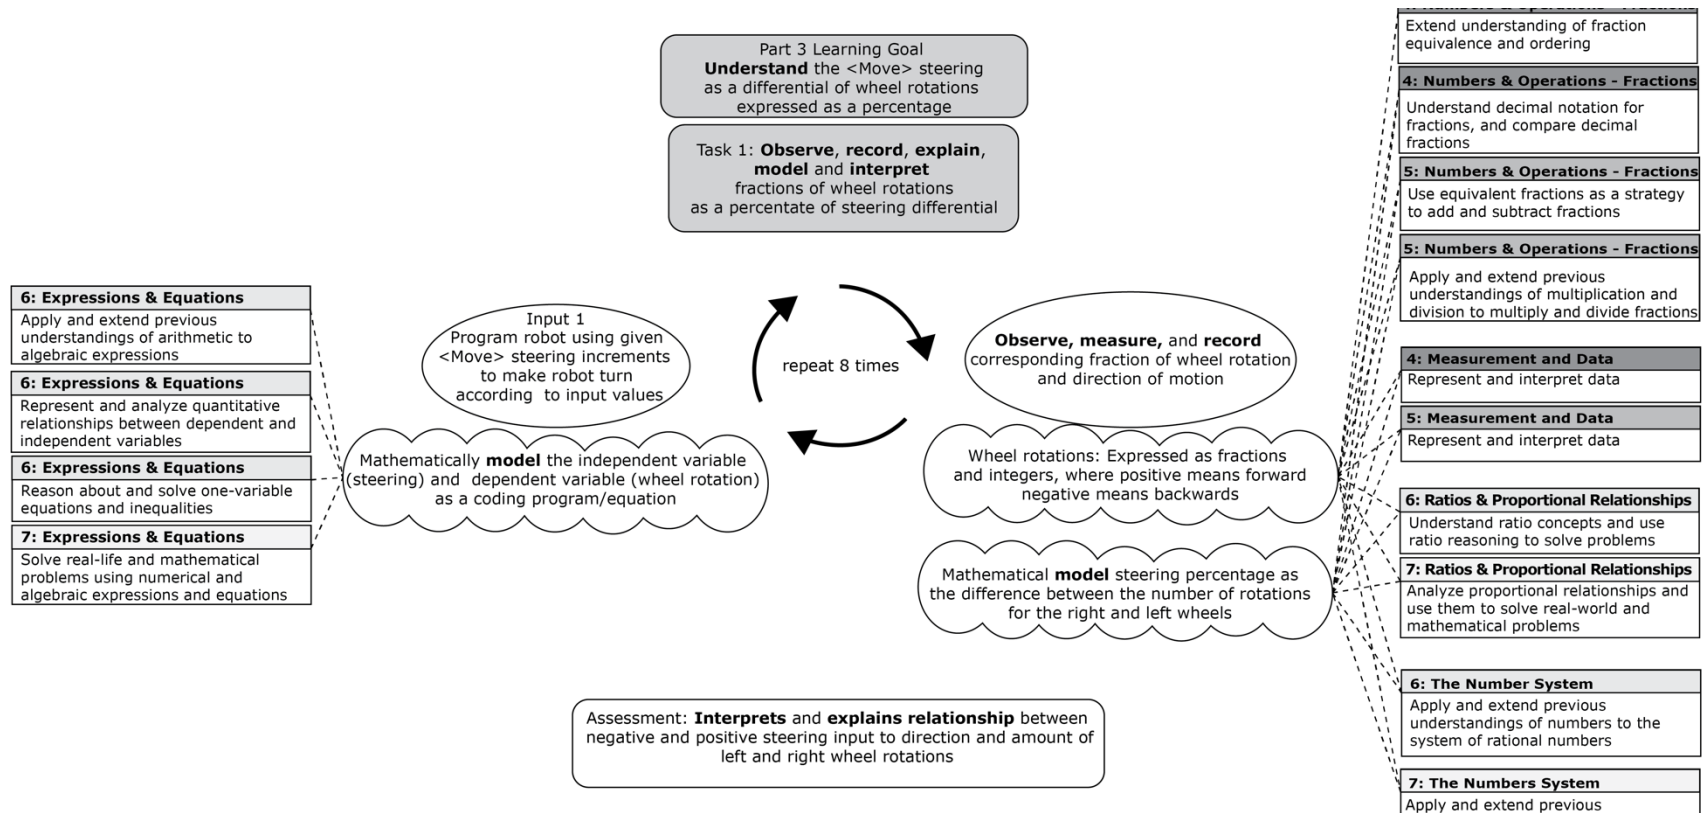 Part 3 Learning Goal
Understand the <Move> steering
as a differential of wheel rotations
expressed as a percentage
Task 1: Observe, record, explain,
model and interpret
fractions of wheel rotations
as a percentate of steering differential
6: Expressions & Equations
Apply and extend previous
understandings of arithmetic to
algebraic expressions
6: Expressions & Equations
Represent and analyze quantitative
relationships between dependent and
independent variables
6: Expressions & Equations
Reason about and solve one-variable
equations and inequalities
7: Expressions & Equations
Solve real-life and mathematical
problems using numerical and
algebraic expressions and equations
Input 1
Program robot using given
<Move> steering increments
to make robot turn
according to input values
Mathematically model the independent variable
(steering) and dependent variable (wheel rotation)
as a coding program/equation
repeat 8 times
Observe, measure, and record
corresponding fraction of wheel rotation
and direction of motion
Wheel rotations: Expressed as fractions
and integers, where positive means forward
negative means backwards
Mathematical model steering percentage as
the difference between the number of rotations
for the right and left wheels
Assessment: Interprets and explains relationship between
negative and positive steering input to direction and amount of
left and right wheel rotations
Numbers & Operations - Fractions
Extend understanding of fraction
equivalence and ordering
4: Numbers & Operations - Fractions
Understand decimal notation for
fractions, and compare decimal
fractions
5: Numbers & Operations - Fractions
Use equivalent fractions as a strategy
to add and subtract fractions
5: Numbers & Operations - Fractions
Apply and extend previous
understandings of multiplication and
division to multiply and divide fractions
4: Measurement and Data
Represent and interpret data
5: Measurement and Data
Represent and interpret data
6: Ratios & Proportional Relationships
Understand ratio concepts and use
ratio reasoning to solve problems
7: Ratios & Proportional Relationships
Analyze proportional relationships and
use them to solve real-world and
mathematical problems
6: The Number System
Apply and extend previous
understandings of numbers to the
system of rational numbers
7: The Numbers System
Apply and extend previous